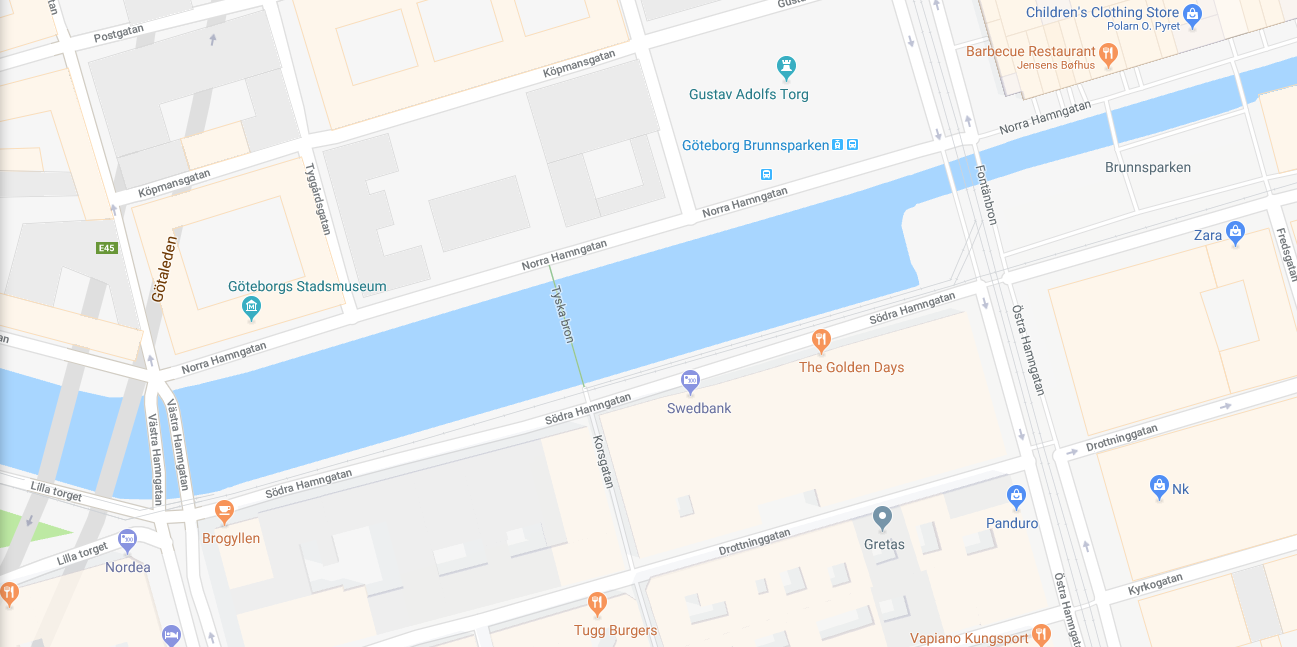 Postgatan
Children's Clothing Store
Polarn O. Pyret
Barbecue Restaurant
Jensens Bøfhus
Köpmansgatan
Gustav Adolfs Torg
Norra Hamngatan
Göteborg Brunnsparken
Brunnsparken
Köpmansgatan
Tyggårdsgatan
Fontänbron
Norra Hamngatan
Zara
Fredsgatan
E45
Götaleden
Norra Hamngatan
Göteborgs Stadsmuseum
Tyska bron
Södra Hamngatan
Östra Hamngatan
Norra Hamngatan
The Golden Days
Swedbank
Södra Hamngatan
Västra Hamngatan
Västra Hamngatan
Korsgatan
Drottninggatan
Södra Hamngatan
Lilla torget
Nk
Panduro
Brogyllen
Gretas
Drottninggatan
Lilla torget
Nordea
Kyrkogatan
Östra Hamngatan
Tugg Burgers
Vapiano Kungsport